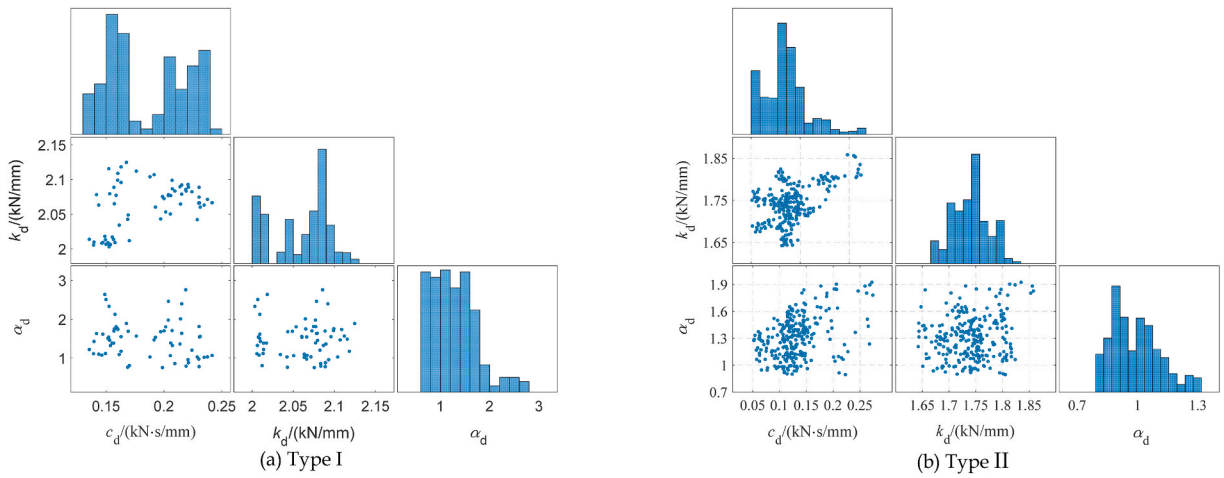 2.15
2.1
2.05
2
k_d/(kN/mm)
3
2
1
α_d
0.15 0.2 0.25
2 2.05 2.1 2.15
1 2 3
c_d/(kN·s/mm)
k_d/(kN/mm)
α_d
(a) Type I
1.85
1.75
1.65
k_d/(kN/mm)
1.9
1.6
1.3
1
0.7
α_d
0.05 0.1 0.15 0.2 0.25
1.65 1.7 1.75 1.8 1.85
0.7 1 1.3
c_d/(kN·s/mm)
k_d/(kN/mm)
α_d
(b) Type II